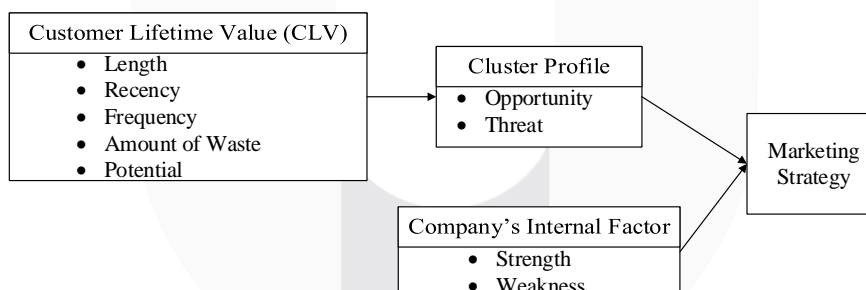 Customer Lifetime Value (CLV)
• Length
• Recency
• Frequency
• Amount of Waste
• Potential
Cluster Profile
• Opportunity
• Threat
Marketing
Strategy
Company's Internal Factor
• Strength
• Weakness